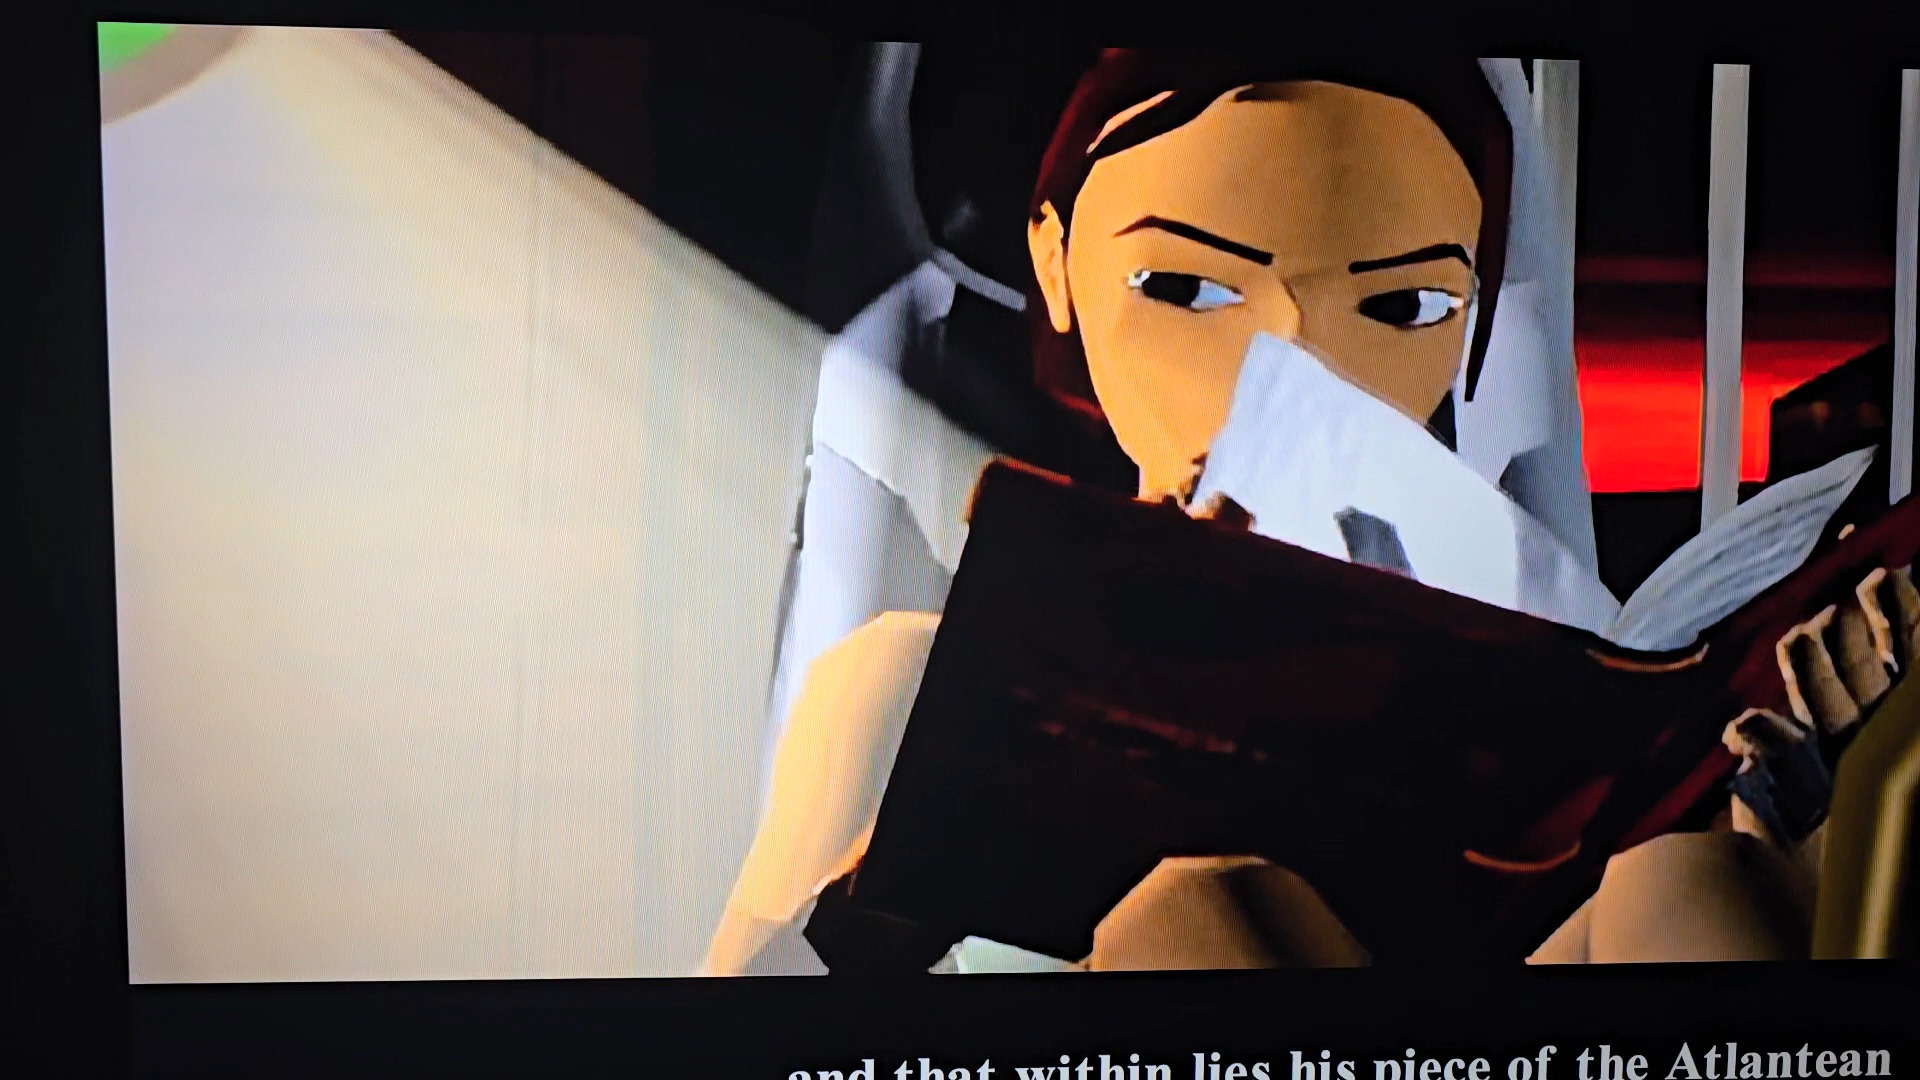 and that within lies his piece of the Atlantean